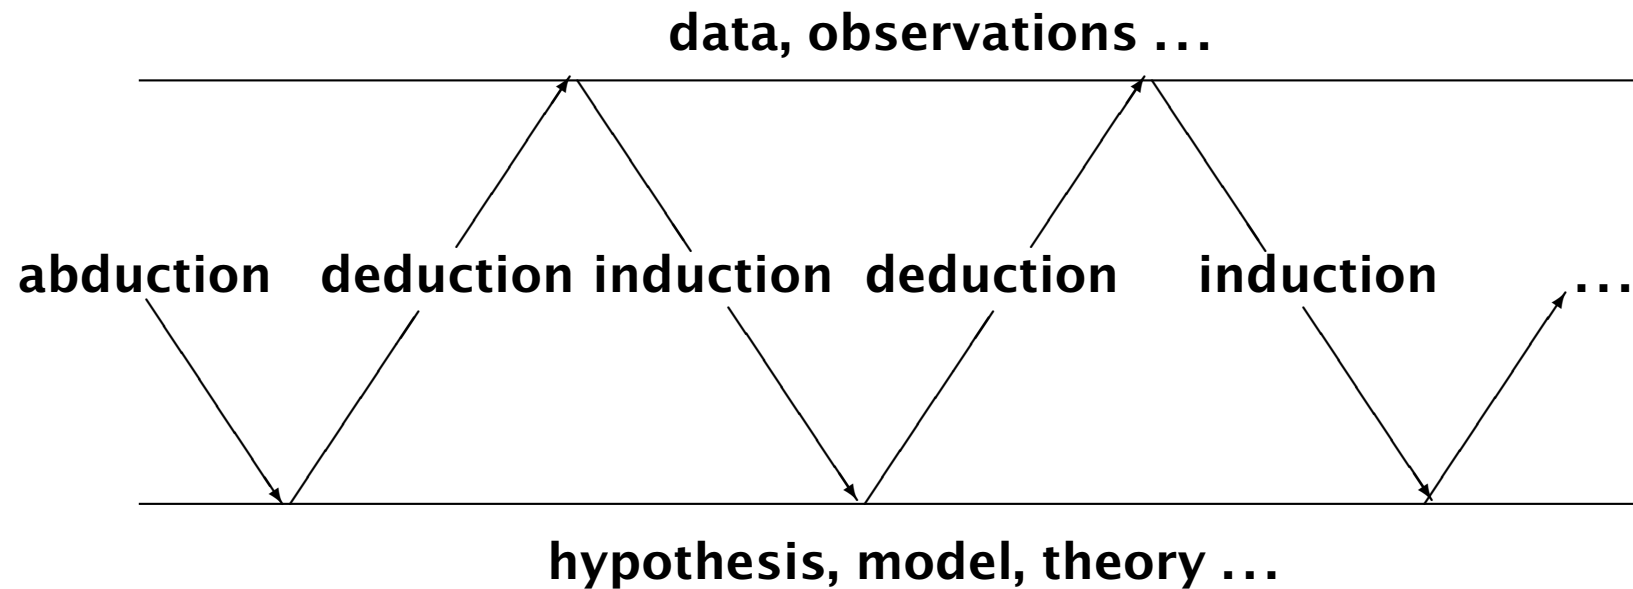 data, observations ...
abduction deduction induction deduction induction ...
hypothesis, model, theory ...